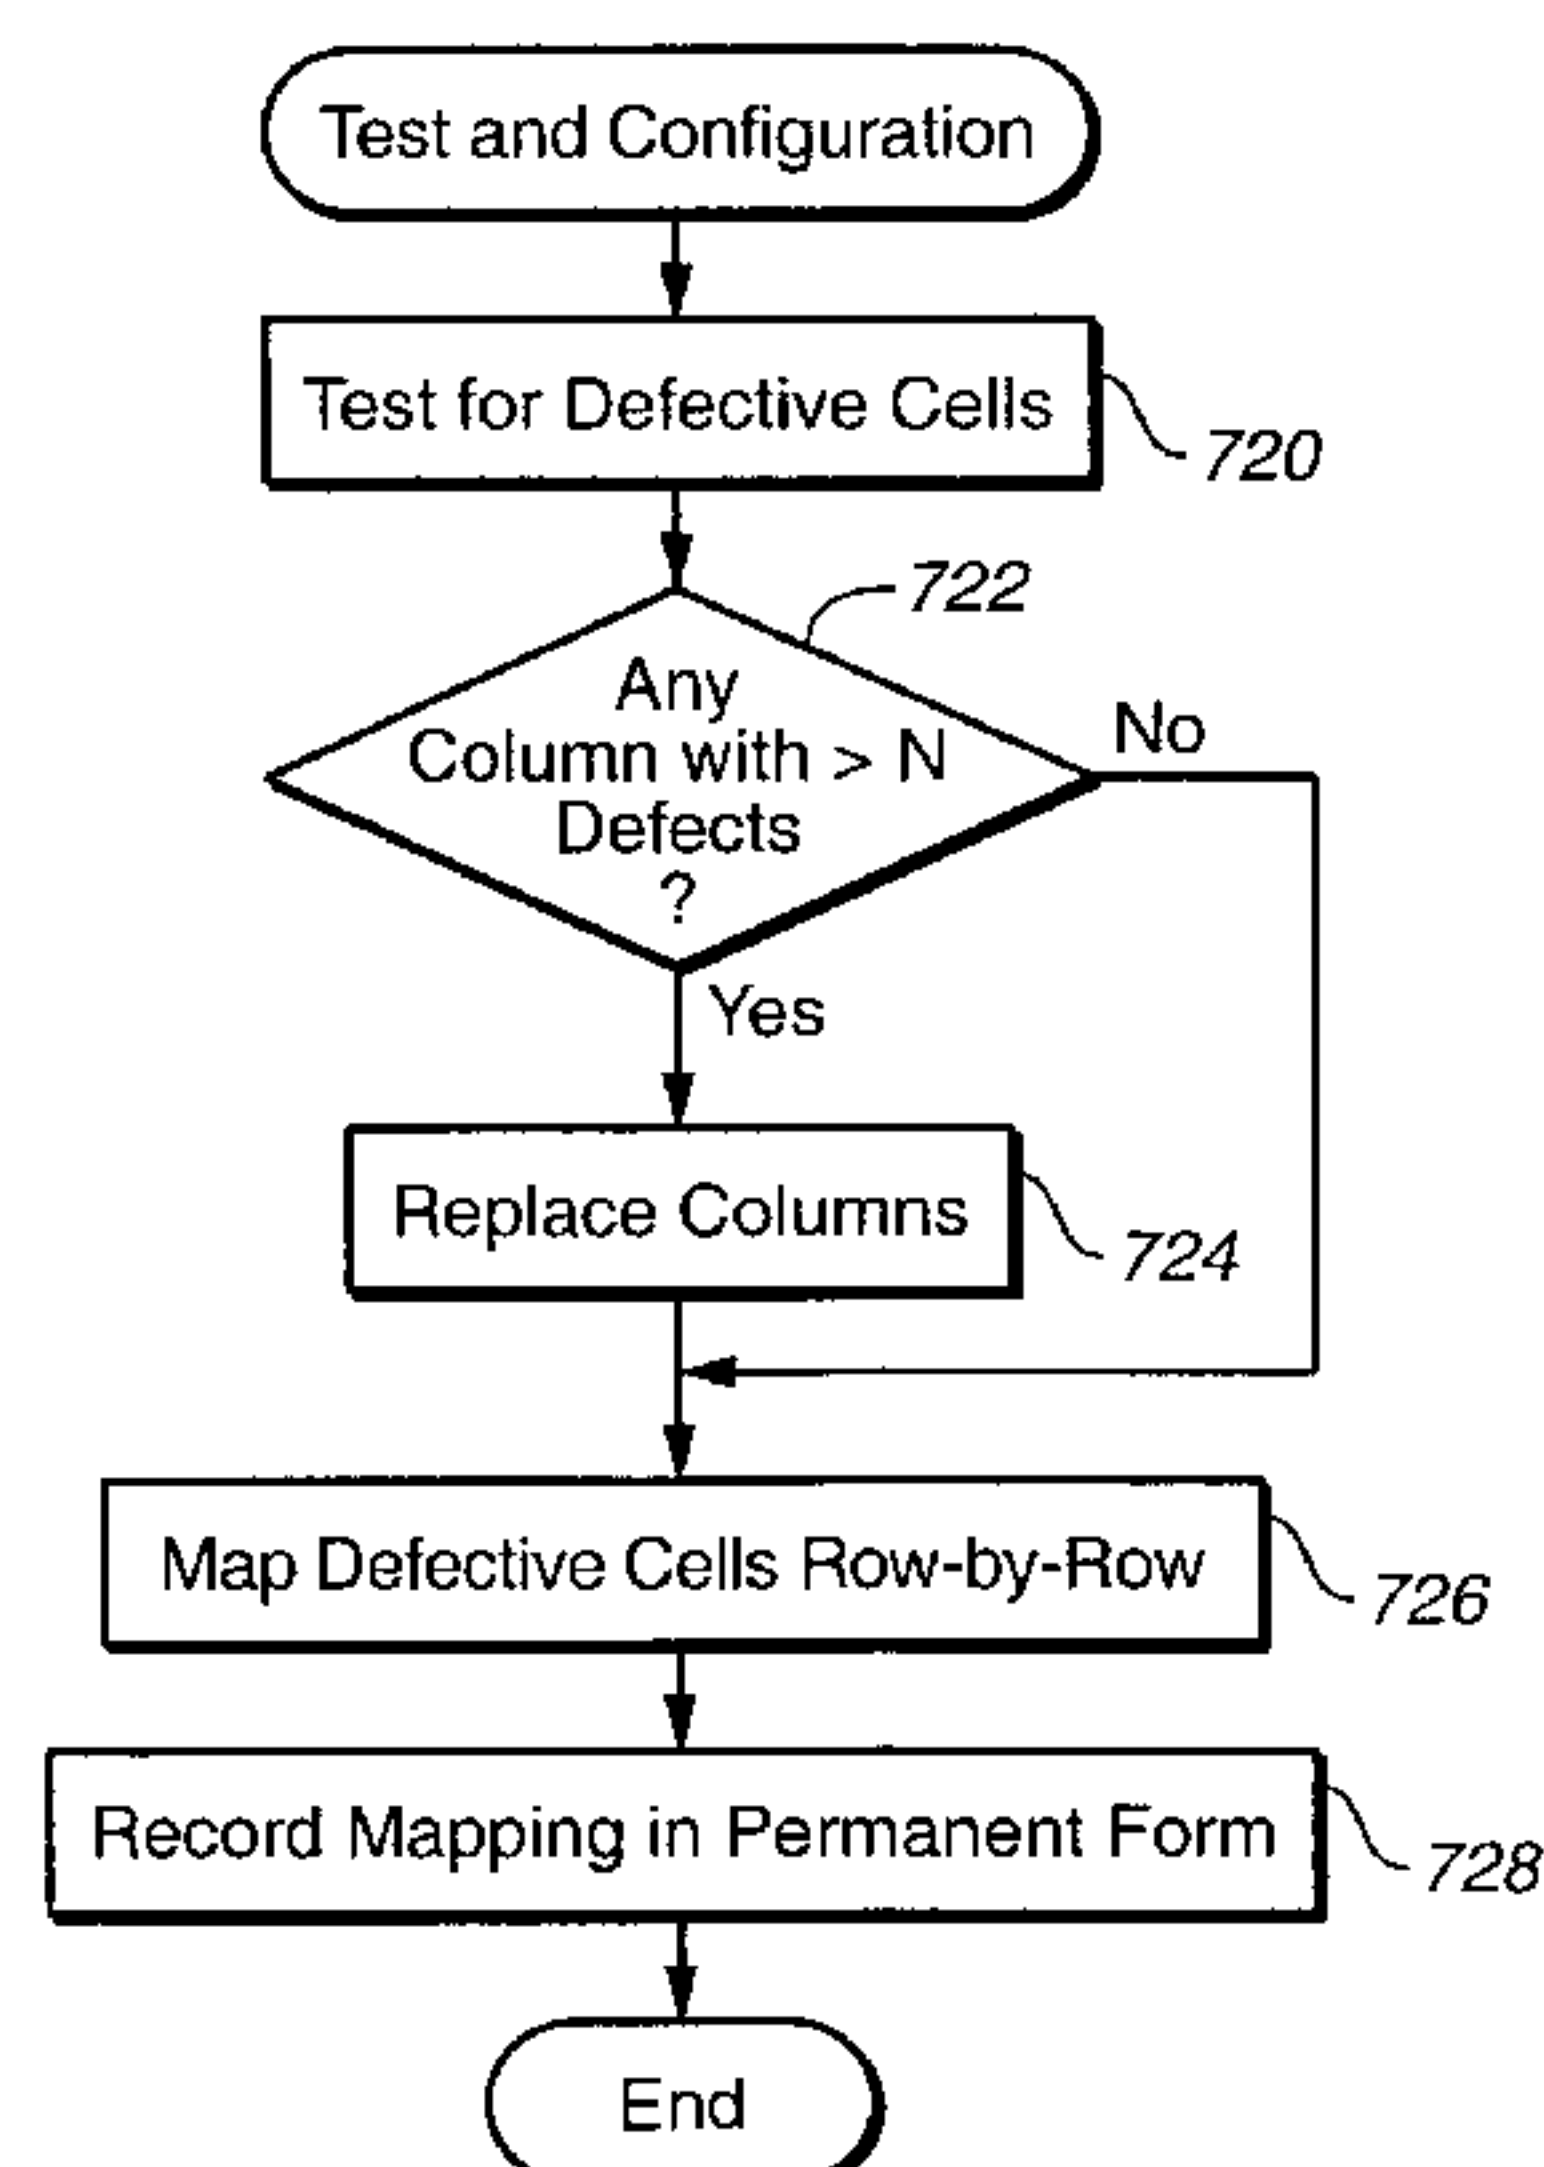 Test and Configuration
Test for Defective Cells
720
722
Any
Column with > N
Defects
?
No
Yes
Replace Columns
724
Map Defective Cells Row-by-Row
726
Record Mapping in Permanent Form
728
End